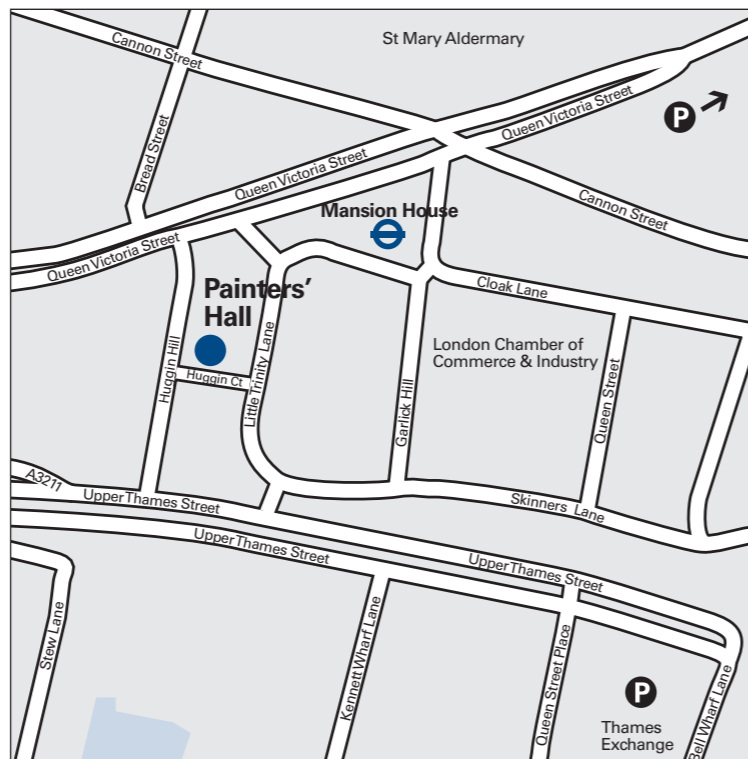 St Mary Aldermary
Cannon Street
P
Queen Victoria Street
Bread Street
Queen Victoria Street
Cannon Street
Mansion House
Queen Victoria Street
Cloak Lane
Painters'
Hall
London Chamber of
Commerce & Industry
Huggin Hill
Little Trinity Lane
Huggin Ct
Garlick Hill
Queen Street
A3211
Upper Thames Street
Skinners Lane
Upper Thames Street
Upper Thames Street
Stew Lane
Kennett Wharf Lane
Queen Street Place
Bell Wharf Lane
P
Thames
Exchange